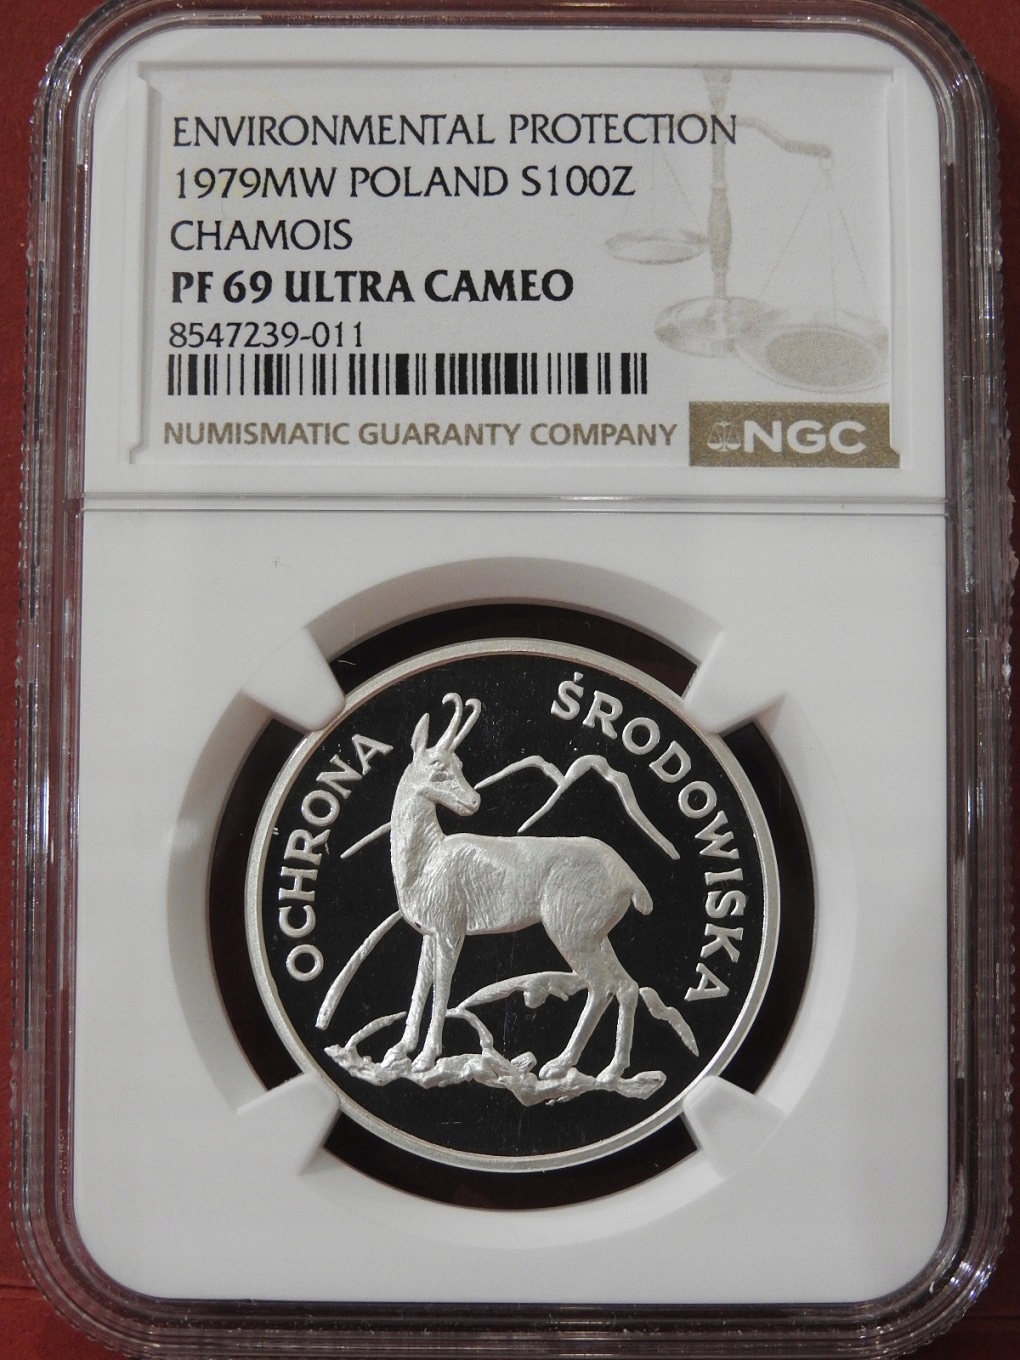 ENVIRONMENTAL PROTECTION
1979MW POLAND S100Z
CHAMOIS
PF 69 ULTRA CAMEO
8547239-011
NUMISMATIC GUARANTY COMPANY
NGC
OCHRONA ŚRODOWISKA